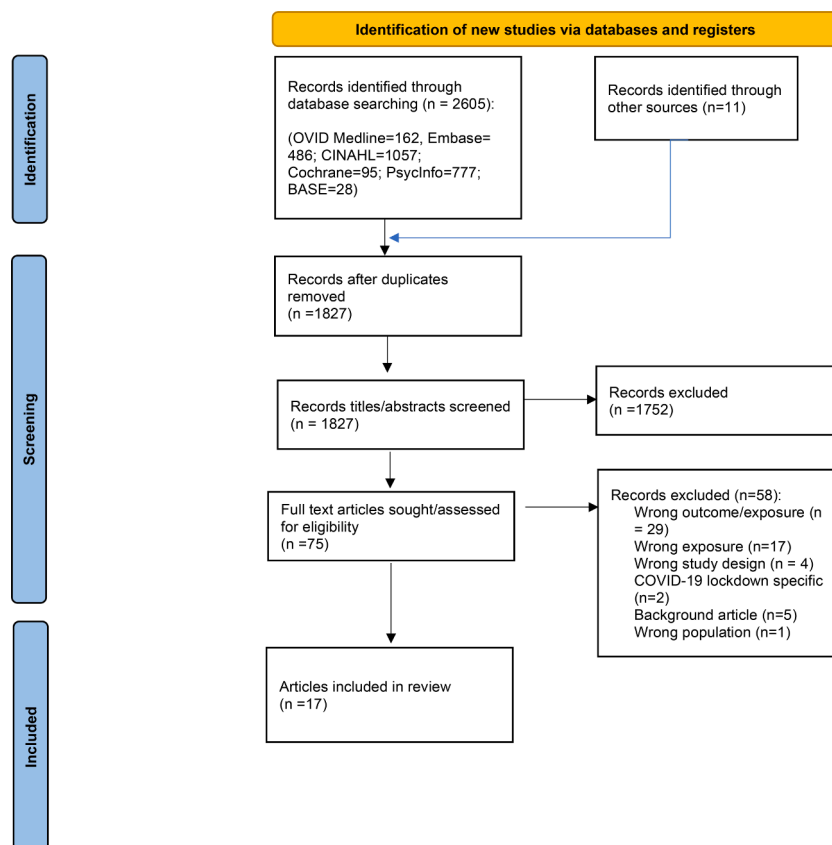 Identification of new studies via databases and registers
Identification
Records identified through
database searching (n = 2605):
(OVID Medline=162, Embase=
486; CINAHL=1057;
Cochrane=95; PsycInfo=777;
BASE=28)
Records identified through
other sources (n=11)
Screening
Records after duplicates
removed
(n =1827)
Records titles/abstracts screened
(n = 1827)
Records excluded
(n =1752)
Full text articles sought/assessed
for eligibility
(n =75)
Records excluded (n=58):
Wrong outcome/exposure (n
= 29)
Wrong exposure (n=17)
Wrong study design (n = 4)
COVID-19 lockdown specific
(n=2)
Background article (n=5)
Wrong population (n=1)
Included
Articles included in review
(n =17)